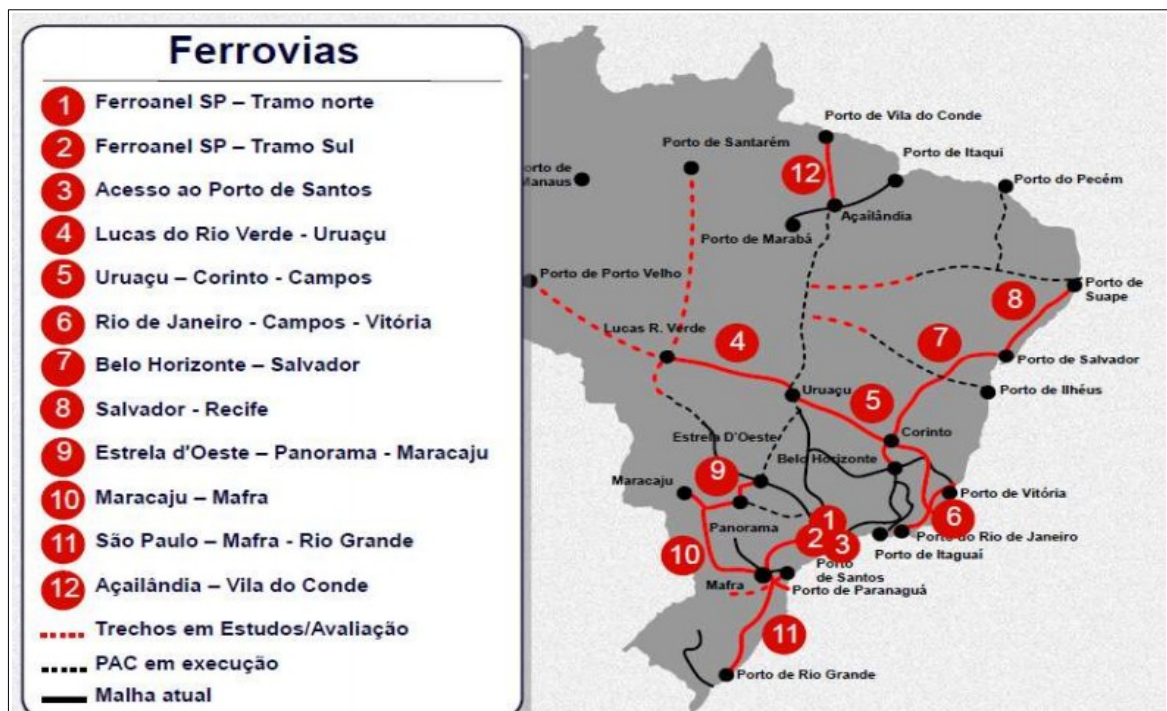 Ferrovias
1 Ferroanel SP – Tramo norte
2 Ferroanel SP – Tramo Sul
3 Acesso ao Porto de Santos
4 Lucas do Rio Verde - Uruaçu
5 Uruaçu – Corinto - Campos
6 Rio de Janeiro - Campos - Vitória
7 Belo Horizonte – Salvador
8 Salvador - Recife
9 Estrela d'Oeste – Panorama - Maracaju
10 Maracaju – Mafra
11 São Paulo – Mafra - Rio Grande
12 Açailândia – Vila do Conde
Trechos em Estudos/Avaliação
PAC em execução
Malha atual
Porto de Vila do Conde
Porto de Santarém
Porto de Itaqui
12
orto de
Manaus
Porto do Pecém
Açailândia
Porto de Marabá
Porto de Porto Velho
Porto de
Suape
8
Lucas R. Verde
4
7
Porto de Salvador
Uruaçu
5
Porto de Ilhéus
Corinto
Estrela D'Oeste
Belo Horizonte
9
Maracaju
Porto de Vitória
6
Panorama
1
2
3
Porto do Rio de Janeiro
Porto de Itaguaí
10
Porto
de Santos
Mafra
Porto de Paranaguá
11
Porto de Rio Grande